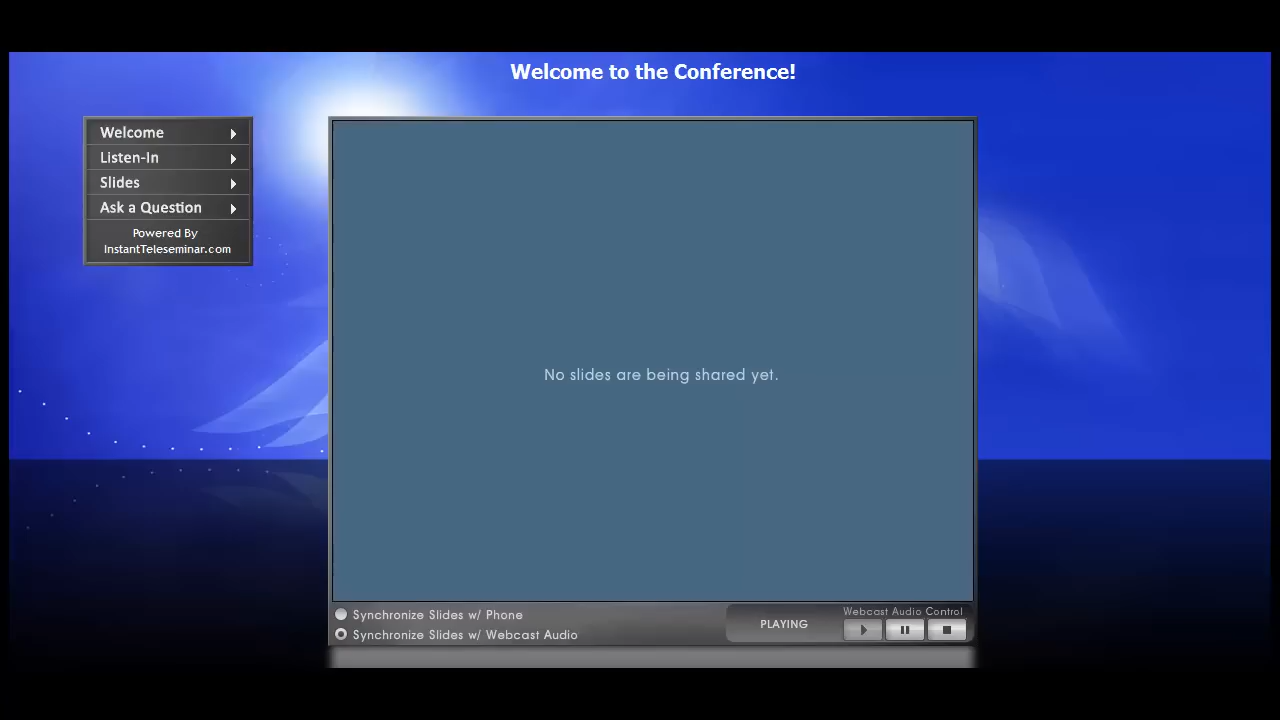 Welcome to the Conference!
Welcome
Listen-In
Slides
Ask a Question
Powered By
InstantTeleseminar.com
No slides are being shared yet.
Synchronize Slides w/ Phone
Synchronize Slides w/ Webcast Audio
PLAYING
Webcast Audio Control